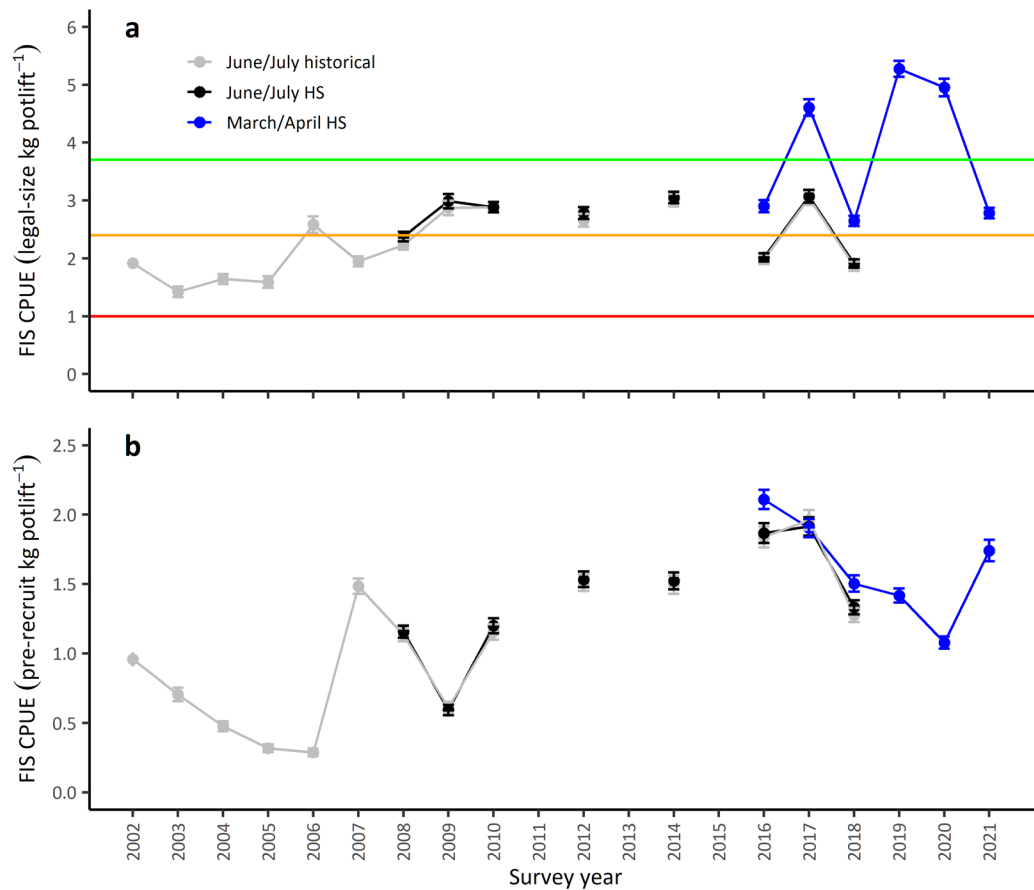 a
June/July historical
June/July HS
March/April HS
FIS CPUE (legal-size kg potlift⁻¹)
6
5
4
3
2
1
0
b
FIS CPUE (pre-recruit kg potlift⁻¹)
2.5
2.0
1.5
1.0
0.5
0.0
2002 2003 2004 2005 2006 2007 2008 2009 2010 2011 2012 2013 2014 2015 2016 2017 2018 2019 2020 2021
Survey year